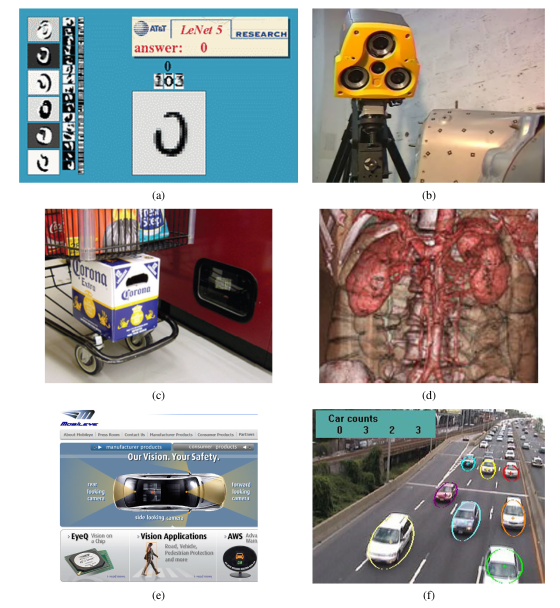 AT&T
LeNet 5
RESEARCH
answer: 0
0
103
(a)
(b)
Corona
Extra
Corona
(c)
(d)
MOBILEYE
About Mobileye | Press Room | Contact Us | Manufacturer Products | Consumer Products | Partner
manufacturer products
consumer products
Our Vision. Your Safety.
rear looking camera
forward looking camera
side looking camera
EyeQ Vision on a Chip
Vision Applications
Road, Vehicle, Pedestrian Protection and more
AWS
(e)
Car counts
0 3 2 3
(f)